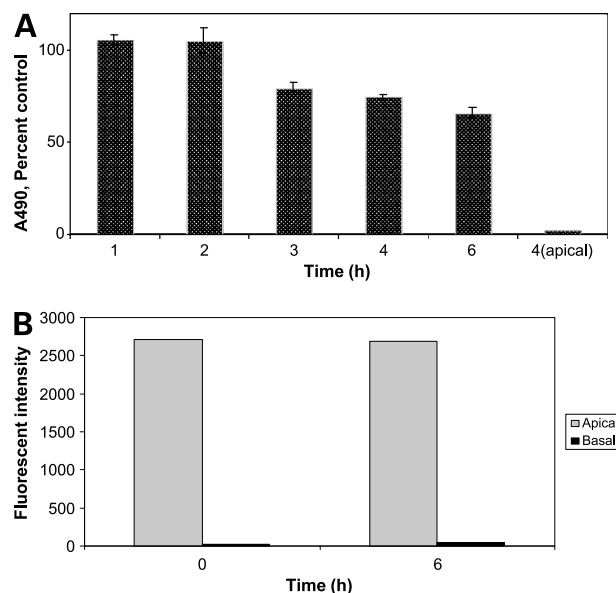 A
A490, Percent control
100
50
0
1 2 3 4 6 4(apical)
Time (h)
B
Fluorescent intensity
3000
2500
2000
1500
1000
500
0
0 6
Time (h)
Apical
Basal